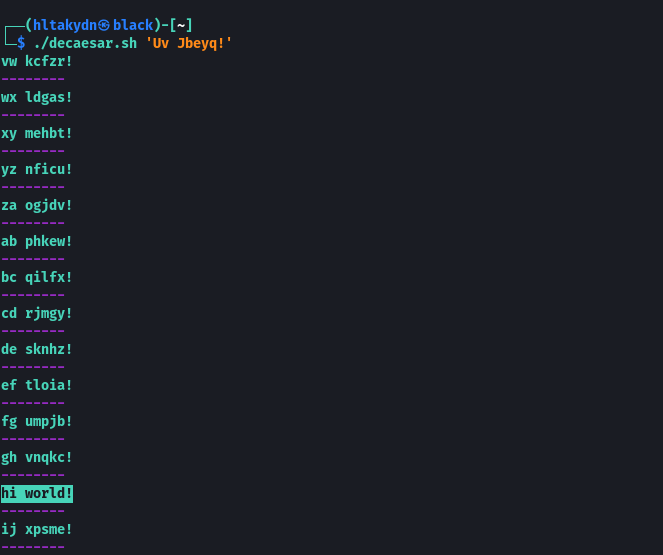 ┌──(hltakydn㉿black)-[~]
└─$ ./decaesar.sh 'Uv Jbeyq!'
vw kcfzr!
--------
wx ldgas!
--------
xy mehbt!
--------
yz nficu!
--------
za ogjdv!
--------
ab phkew!
--------
bc qilfx!
--------
cd rjmgy!
--------
de sknhz!
--------
ef tloia!
--------
fg umpjb!
--------
gh vnqkc!
--------
hi world!
--------
ij xpsme!
--------